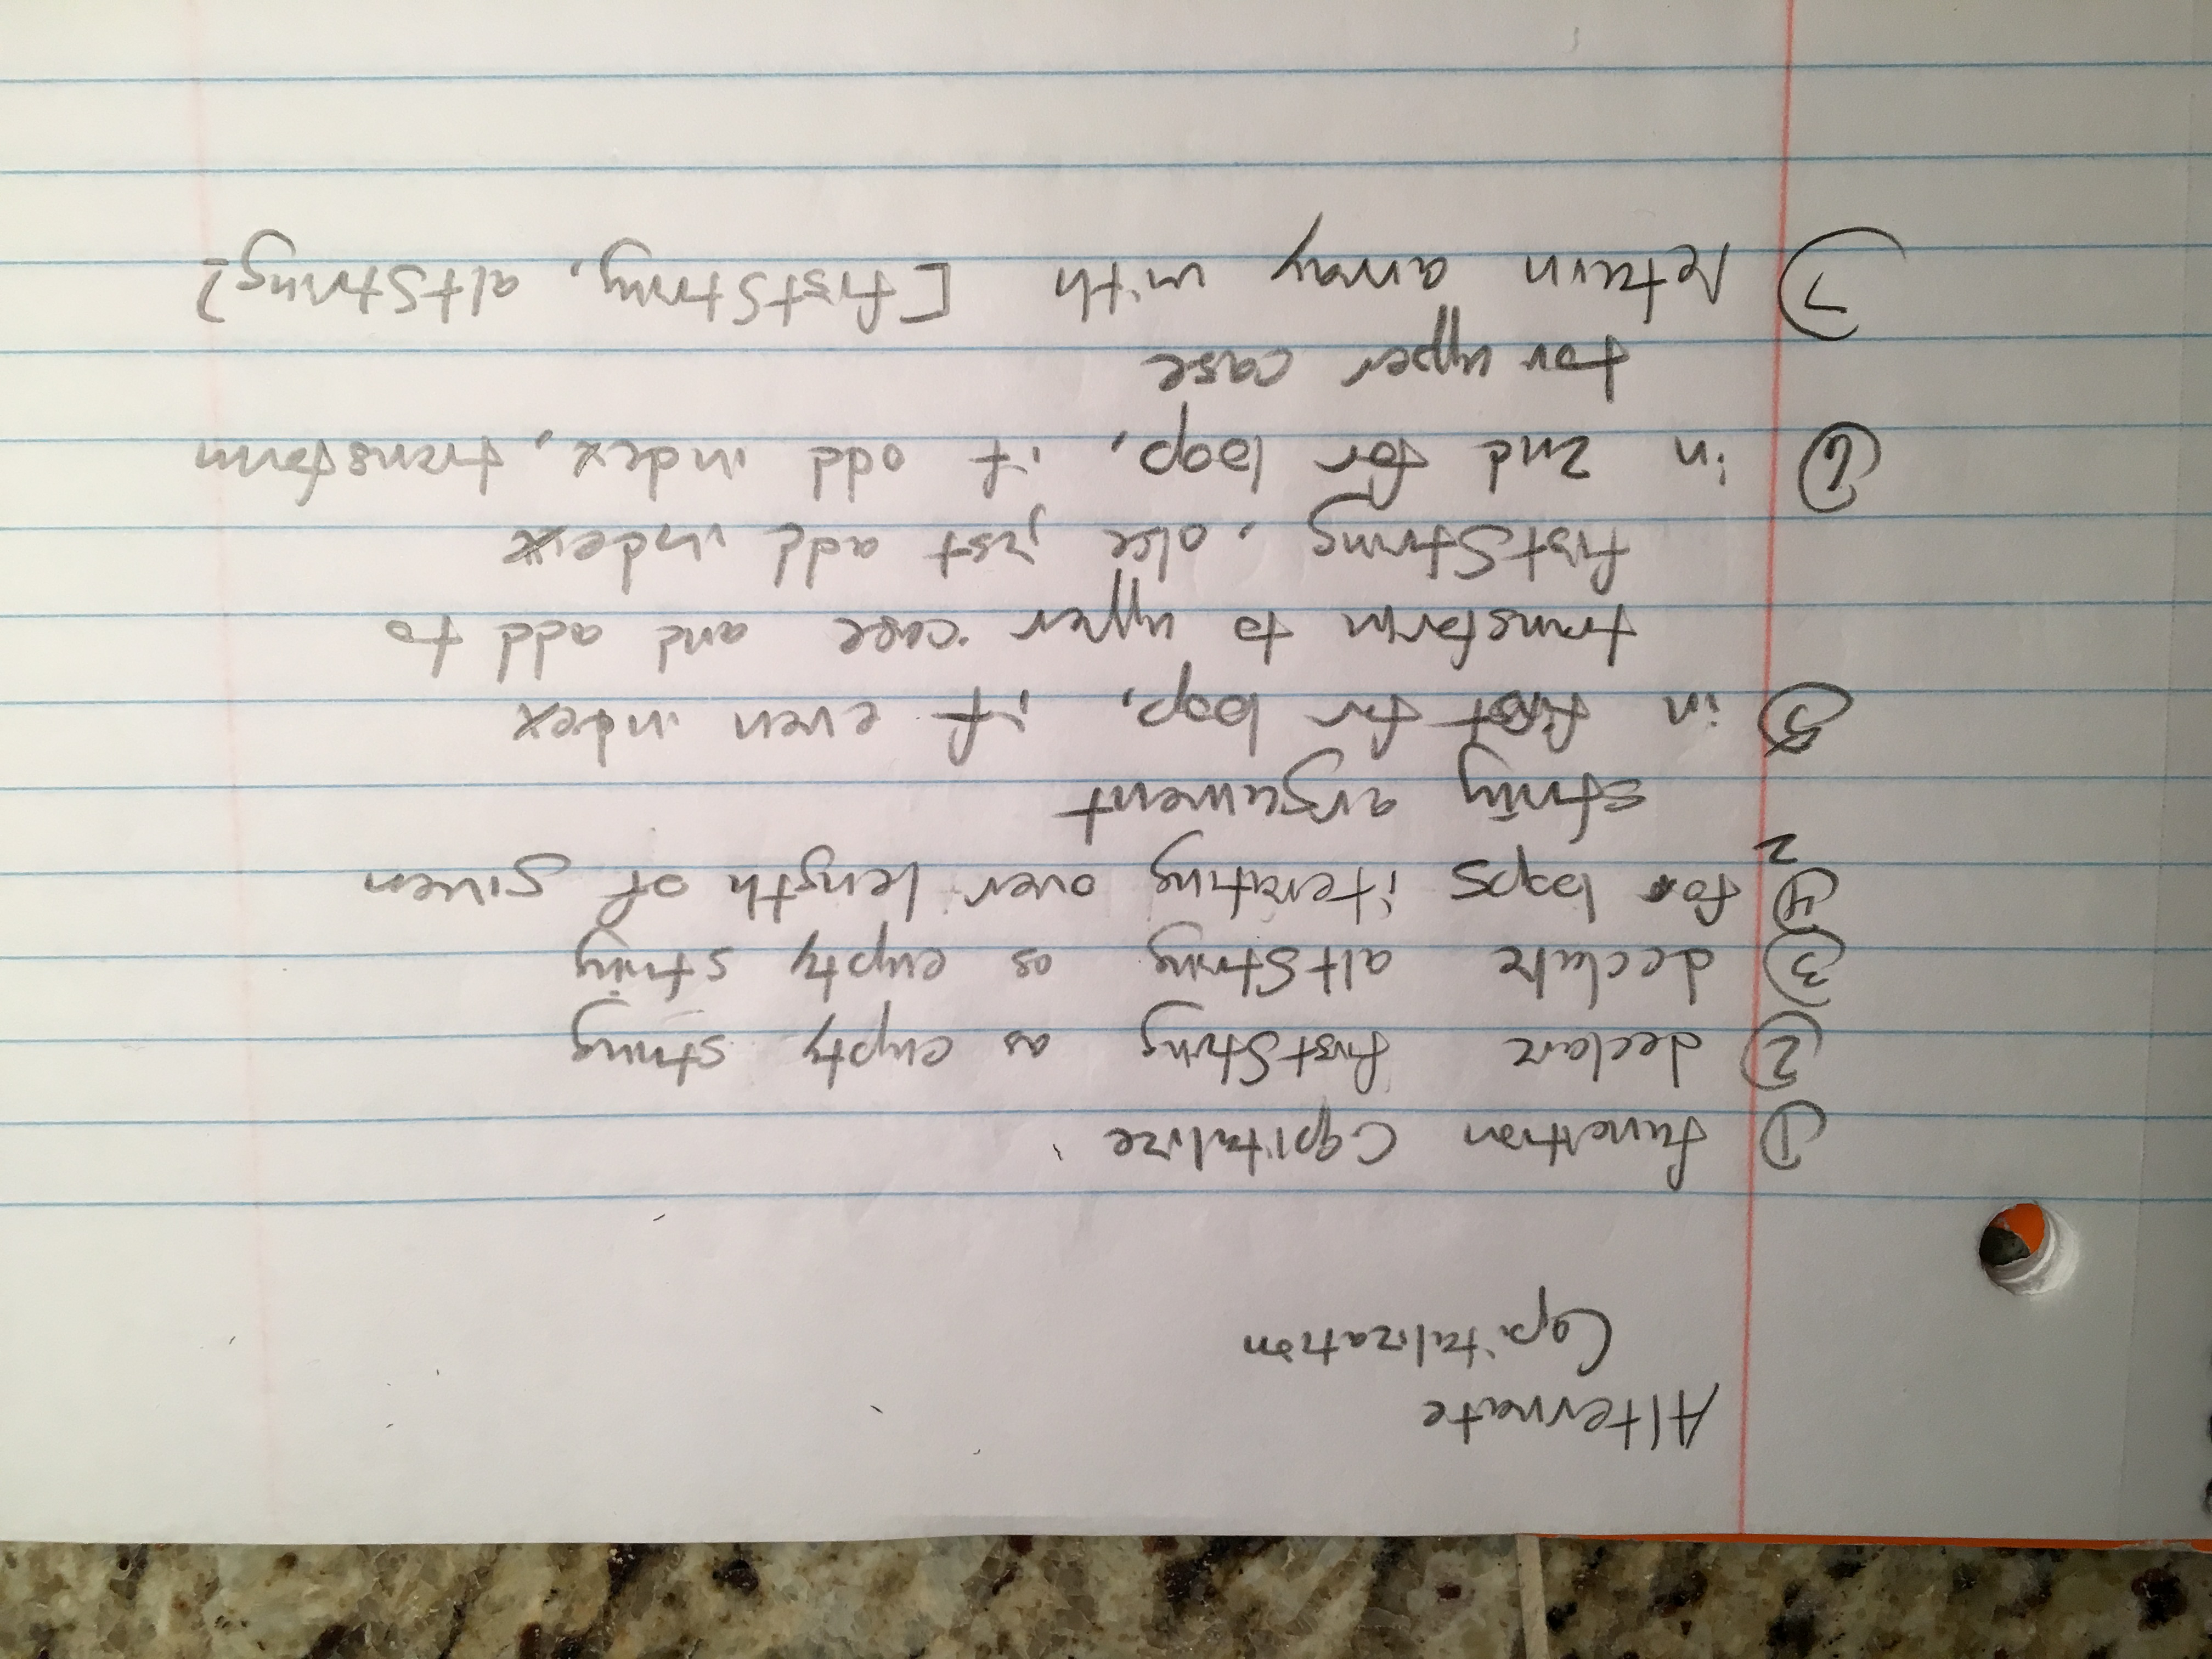 Alternate
Capitalization
① function capitalize
② declare firstString as empty string
③ declare altString as empty string
④ for loops iterating over length of given
2 string argument
⑤ in first for loop, if even index
transform to upper case and add to
firstString, else just add index
⑥ in 2nd for loop, if odd index, transform
to upper case
⑦ return array with [firstString, altString]